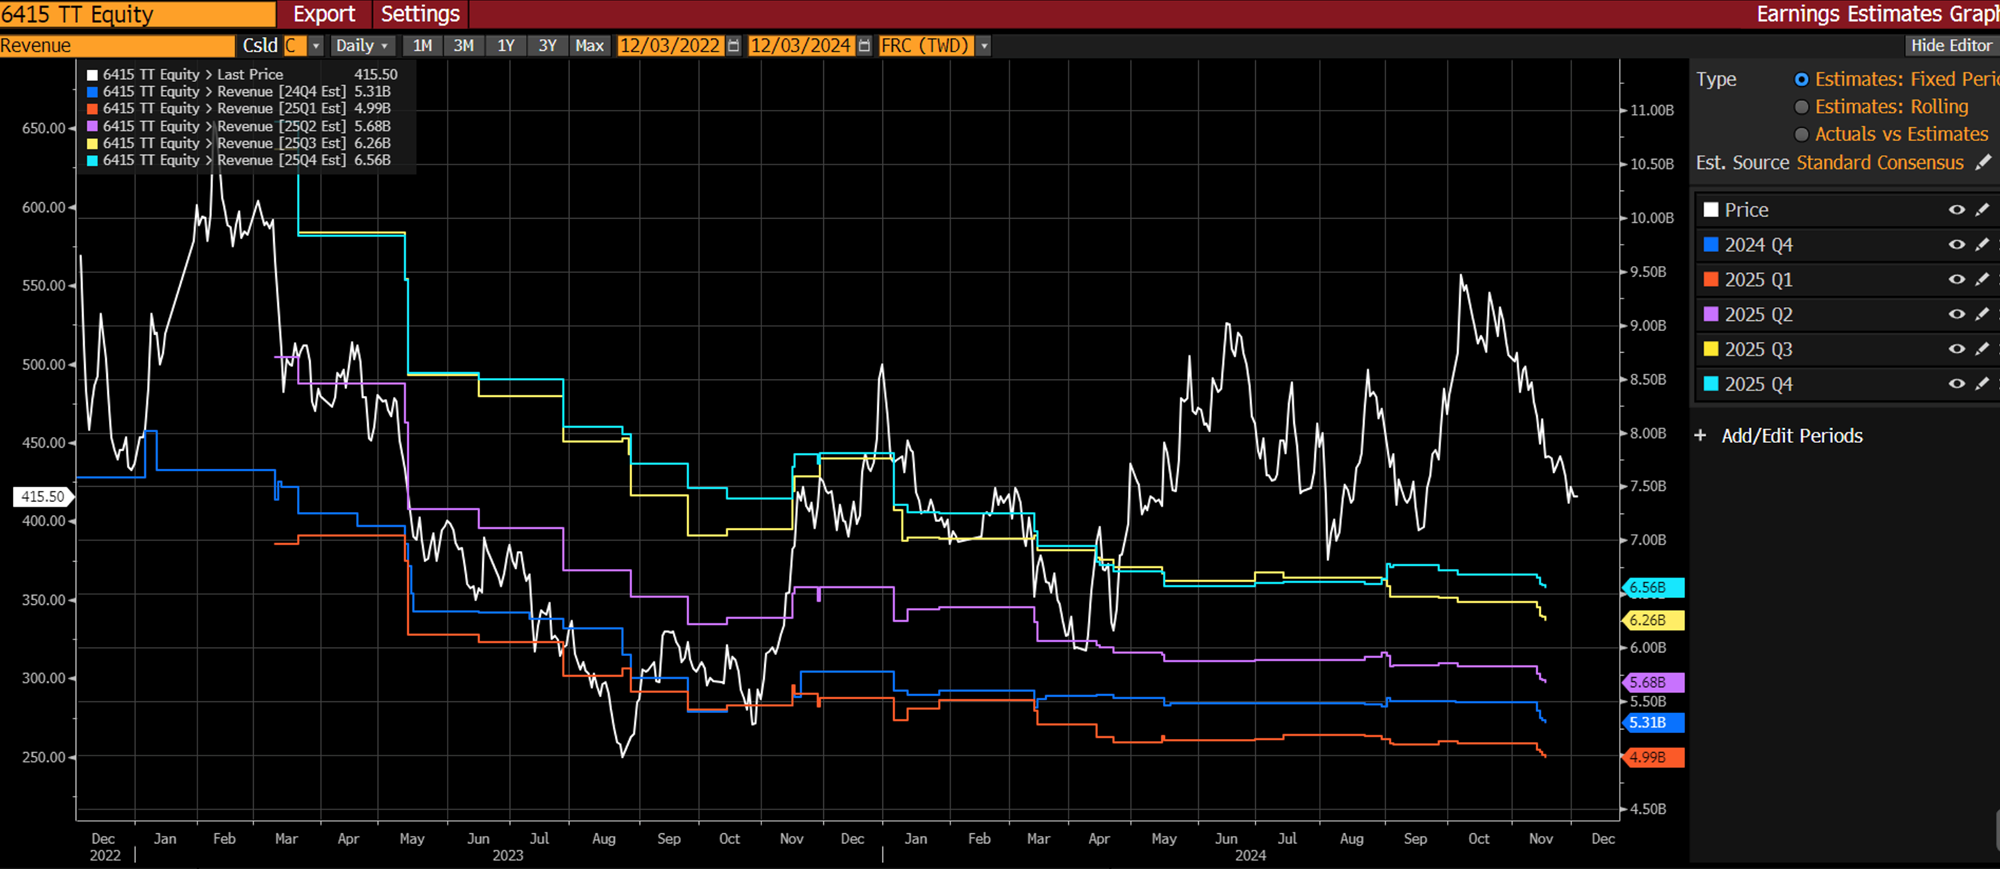 6415 TT Equity Export Settings Earnings Estimates Grap
Revenue Csld C Daily 1M 3M 1Y 3Y Max 12/03/2022 12/03/2024 FRC (TWD) Hide Editor
6415 TT Equity > Last Price 415.50
6415 TT Equity > Revenue [24Q4 Est] 5.31B
6415 TT Equity > Revenue [25Q1 Est] 4.99B
6415 TT Equity > Revenue [25Q2 Est] 5.68B
6415 TT Equity > Revenue [25Q3 Est] 6.26B
6415 TT Equity > Revenue [25Q4 Est] 6.56B
650.00
600.00
550.00
500.00
450.00
415.50
400.00
350.00
300.00
250.00
11.00B
10.50B
10.00B
9.50B
9.00B
8.50B
8.00B
7.50B
7.00B
6.56B
6.26B
6.00B
5.68B
5.50B
5.31B
4.99B
4.50B
Dec Jan Feb Mar Apr May Jun Jul Aug Sep Oct Nov Dec Jan Feb Mar Apr May Jun Jul Aug Sep Oct Nov Dec
2022 2023 2024
Type Estimates: Fixed Peri
Estimates: Rolling
Actuals vs Estimates
Est. Source Standard Consensus
Price
2024 Q4
2025 Q1
2025 Q2
2025 Q3
2025 Q4
+ Add/Edit Periods